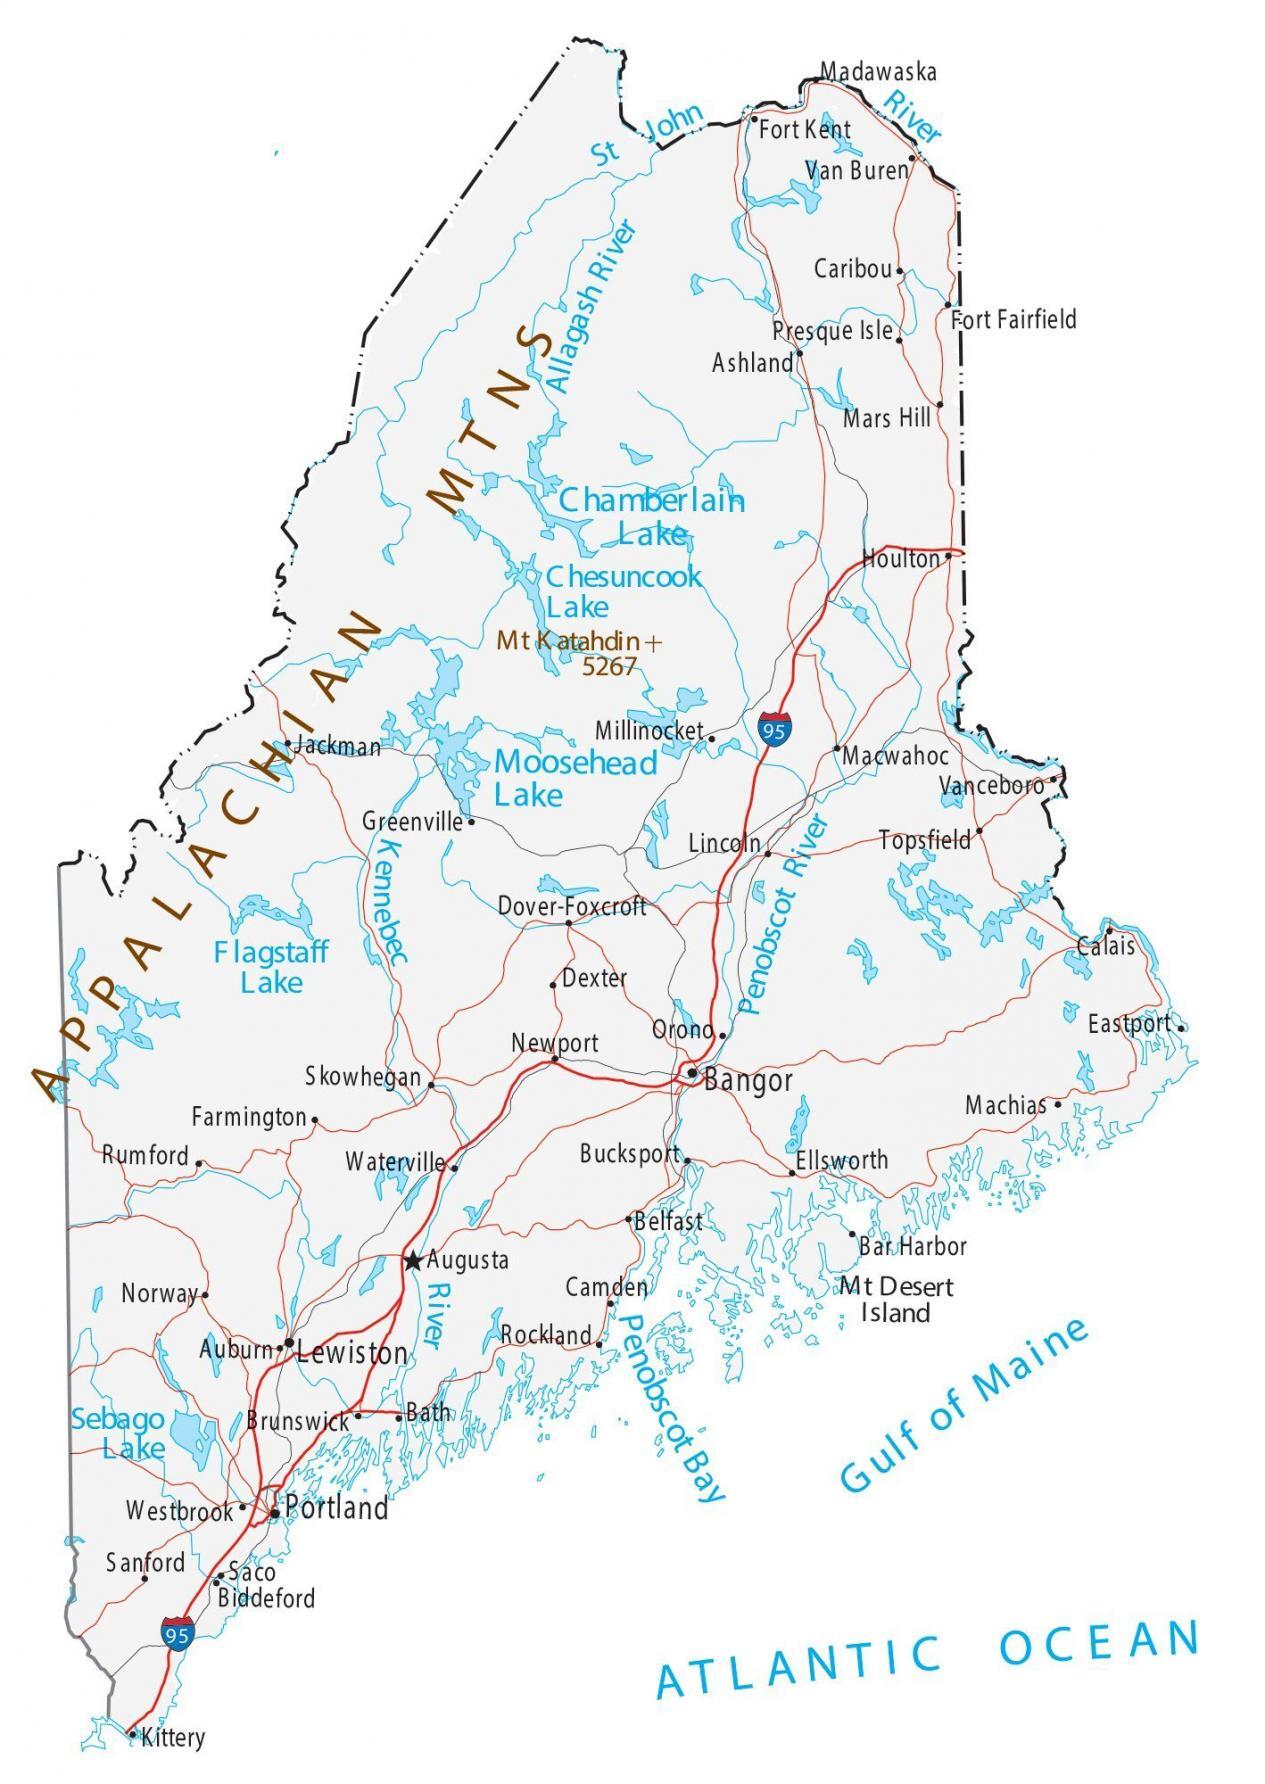 Madawaska
St John River
Fort Kent
Van Buren
Allagash River
Caribou
Fort Fairfield
Presque Isle
Ashland
Mars Hill
APPALACHIAN MTNS
Chamberlain
Lake
Houlton
Chesuncook
Lake
Mt Katahdin +
5267
Millinocket
95
Jackman
Macwahoc
Moosehead
Lake
Vanceboro
Greenville
Lincoln
Topsfield
Kennebec
River
Penobscot River
Dover-Foxcroft
Flagstaff
Lake
Calais
Dexter
Eastport
Orono
Newport
Skowhegan
Bangor
Machias
Farmington
Rumford
Waterville
Bucksport
Ellsworth
Belfast
Bar Harbor
Augusta
Camden
Mt Desert
Island
Norway
Rockland
Penobscot Bay
Auburn
Lewiston
Gulf of Maine
Sebago
Lake
Brunswick
Bath
Westbrook
Portland
Sanford
Saco
Biddeford
95
ATLANTIC OCEAN
Kittery